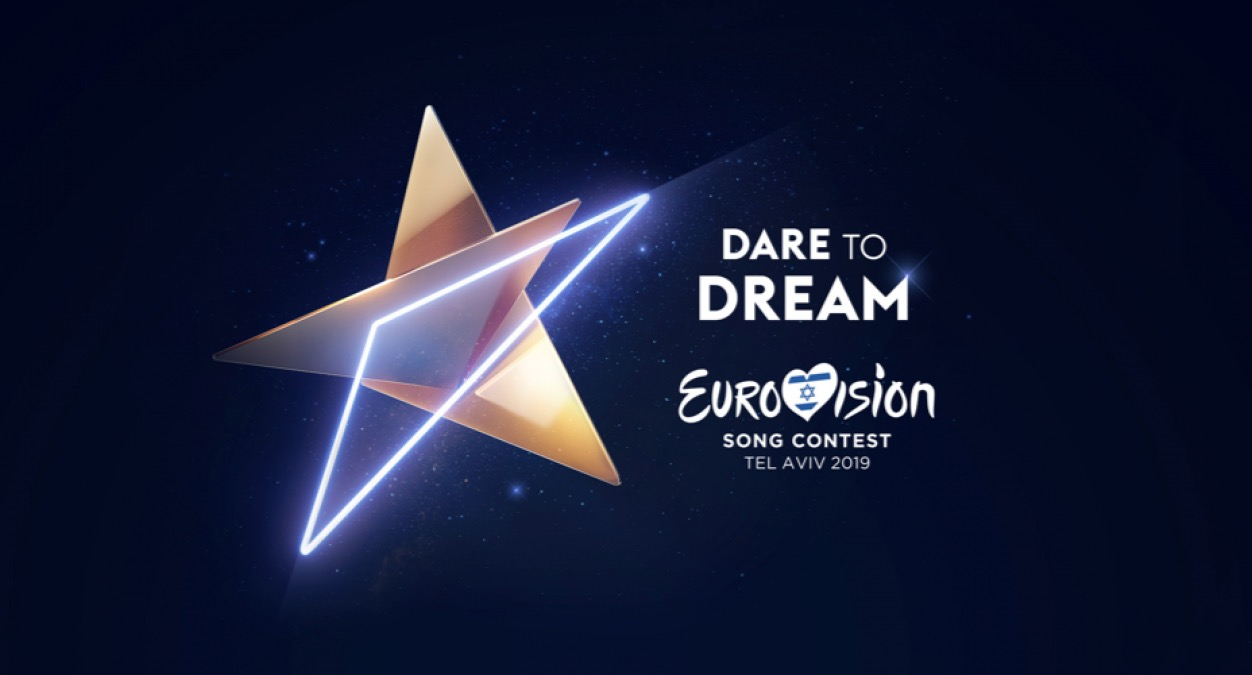 DARE TO
DREAM
EUROVISION
SONG CONTEST
TEL AVIV 2019